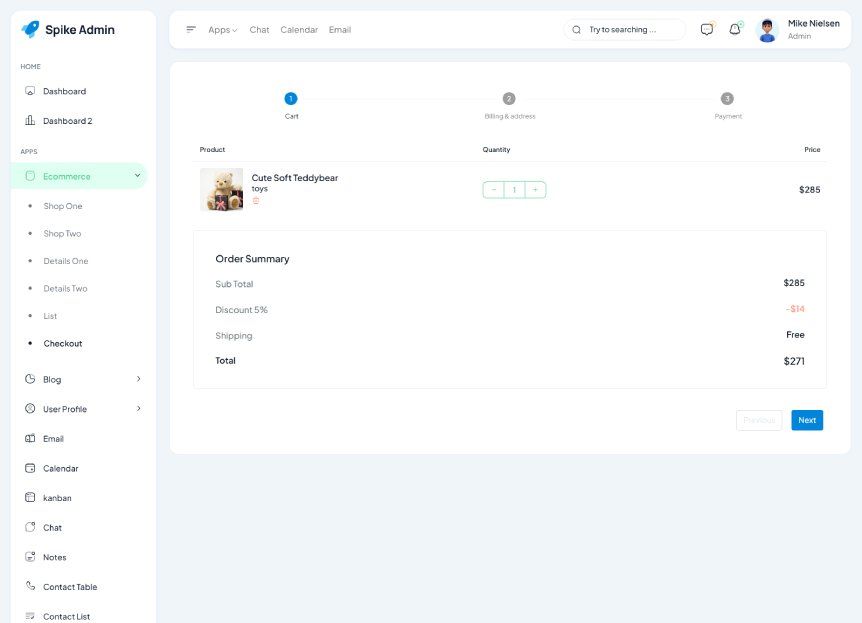 Spike Admin
Apps
Chat
Calendar
Email
Try to searching ...
Mike Nielsen
Admin
HOME
Dashboard
Dashboard 2
APPS
Ecommerce
Shop One
Shop Two
Details One
Details Two
List
Checkout
Blog
User Profile
Email
Calendar
kanban
Chat
Notes
Contact Table
Contact List
1
Cart
2
Billing & address
3
Payment
Product Quantity Price
Cute Soft Teddybear
toys
- 1 + $285
Order Summary
Sub Total $285
Discount 5% -$14
Shipping Free
Total $271
Previous Next